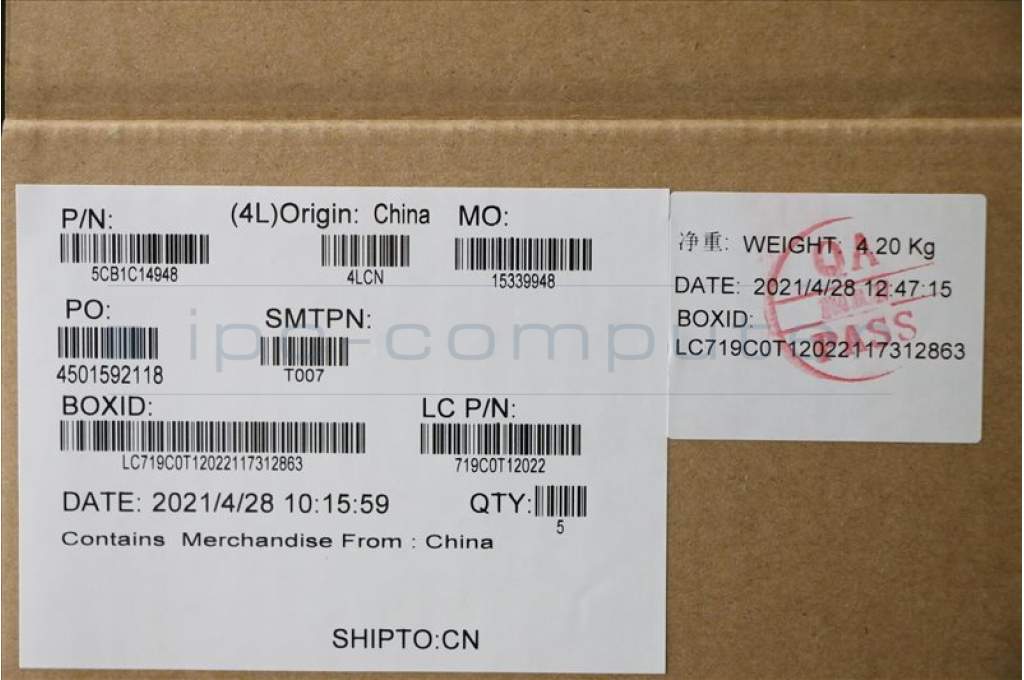 P/N:
5CB1C14948
(4L)Origin: China
4LCN
MO:
15339948
PO:
4501592118
SMTPN:
T007
BOXID:
LC719C0T12022117312863
LC P/N:
719C0T12022
DATE: 2021/4/28 10:15:59
QTY:
5
Contains Merchandise From : China
SHIPTO:CN
净重: WEIGHT: 4.20 Kg
DATE: 2021/4/28 12:47:15
BOXID:
LC719C0T12022117312863
QA
PASS
ipc-comput